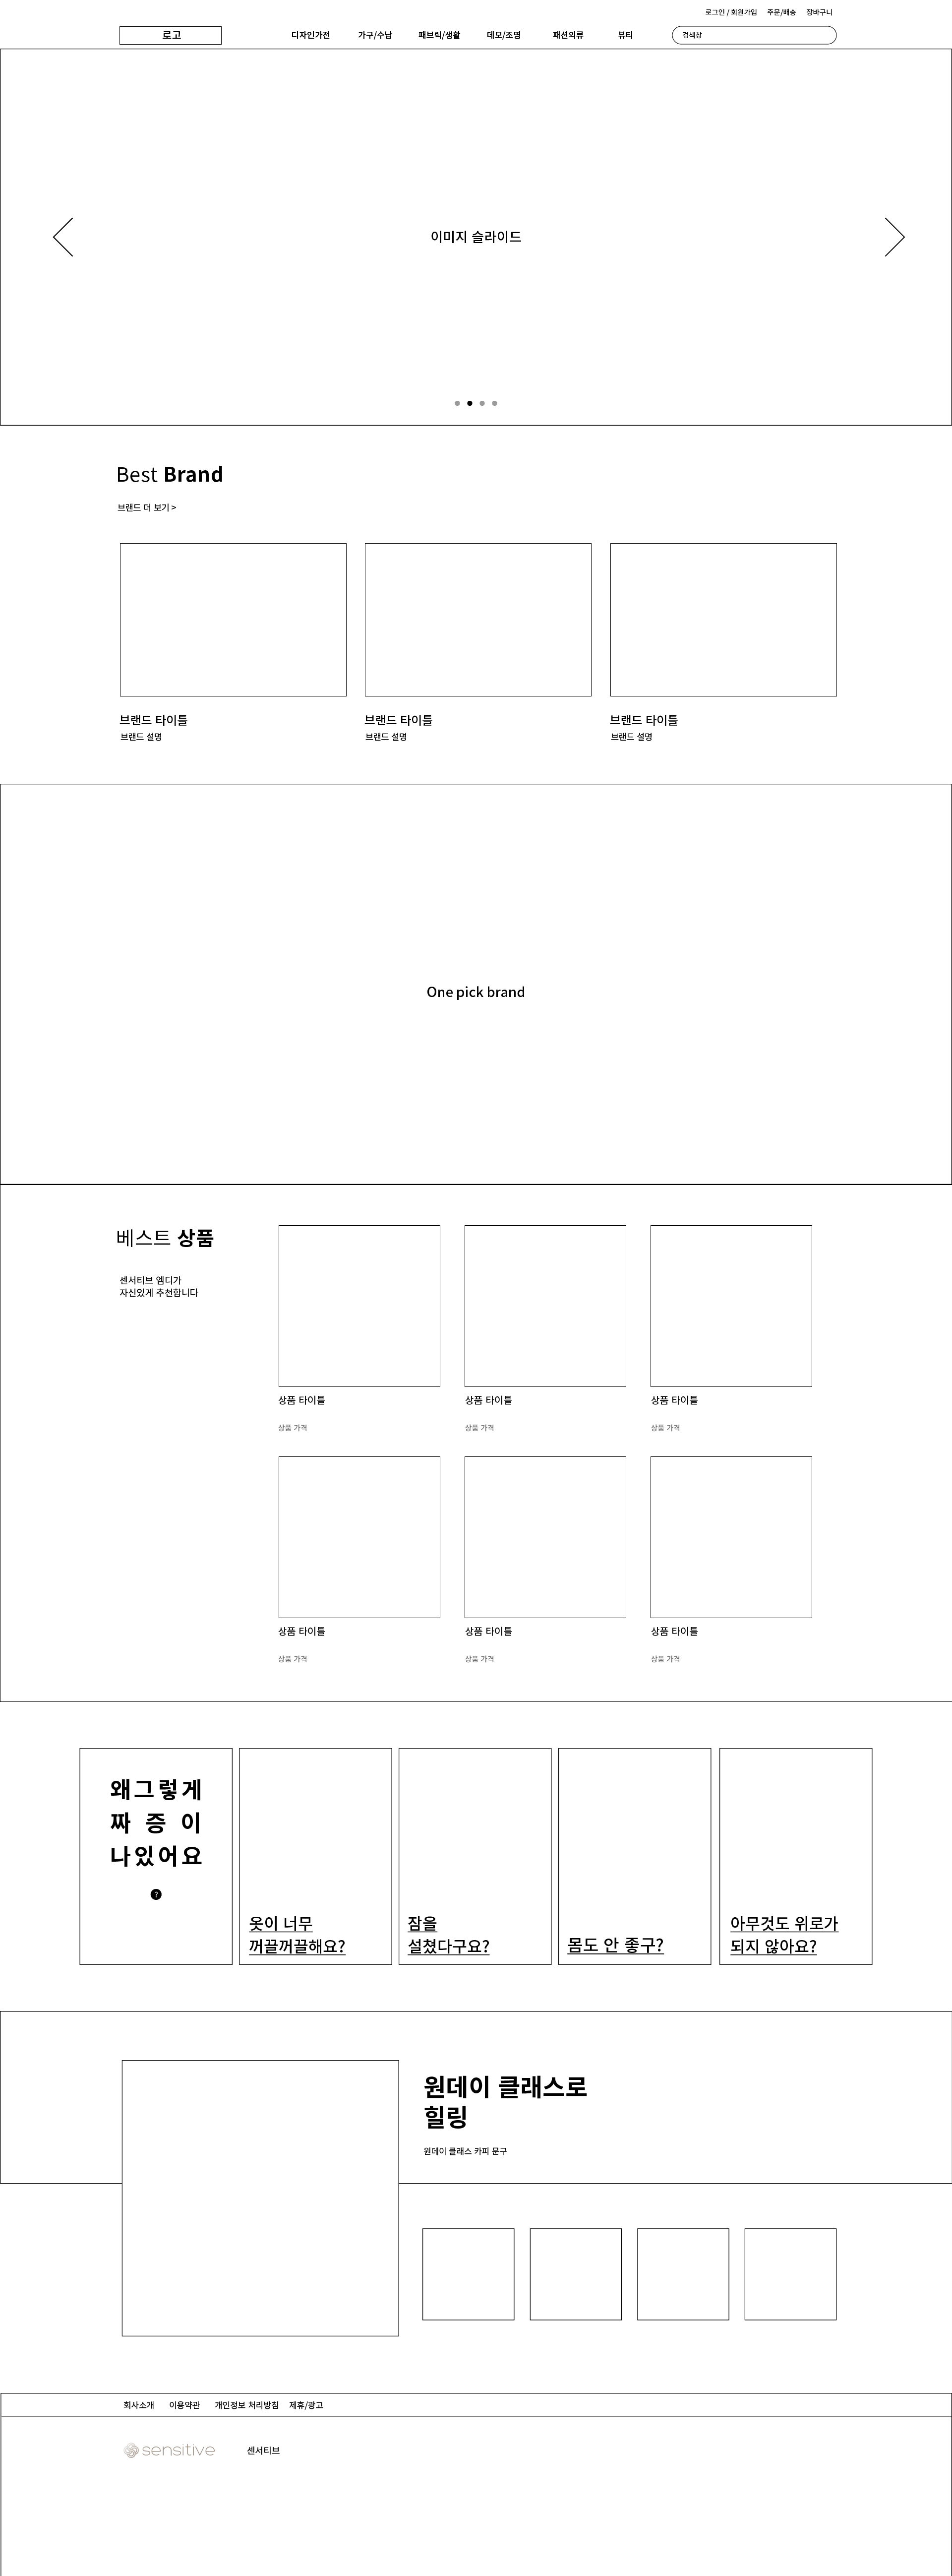 로그인 / 회원가입 주문/배송 장바구니
로고 디자인가전 가구/수납 패브릭/생활 데모/조명 패션의류 뷰티 검색창
이미지 슬라이드
Best Brand
브랜드 더 보기 >
브랜드 타이틀 브랜드 타이틀 브랜드 타이틀
브랜드 설명 브랜드 설명 브랜드 설명
One pick brand
베스트 상품
센서티브 엠디가
자신있게 추천합니다
상품 타이틀 상품 타이틀 상품 타이틀
상품 가격 상품 가격 상품 가격
상품 타이틀 상품 타이틀 상품 타이틀
상품 가격 상품 가격 상품 가격
왜그렇게
짜 증 이
나있어요
?
옷이 너무
꺼끌꺼끌해요?
잠을
설쳤다구요?
몸도 안 좋구?
아무것도 위로가
되지 않아요?
원데이 클래스로
힐링
원데이 클래스 카피 문구
회사소개 이용약관 개인정보 처리방침 제휴/광고
sensitive 센서티브